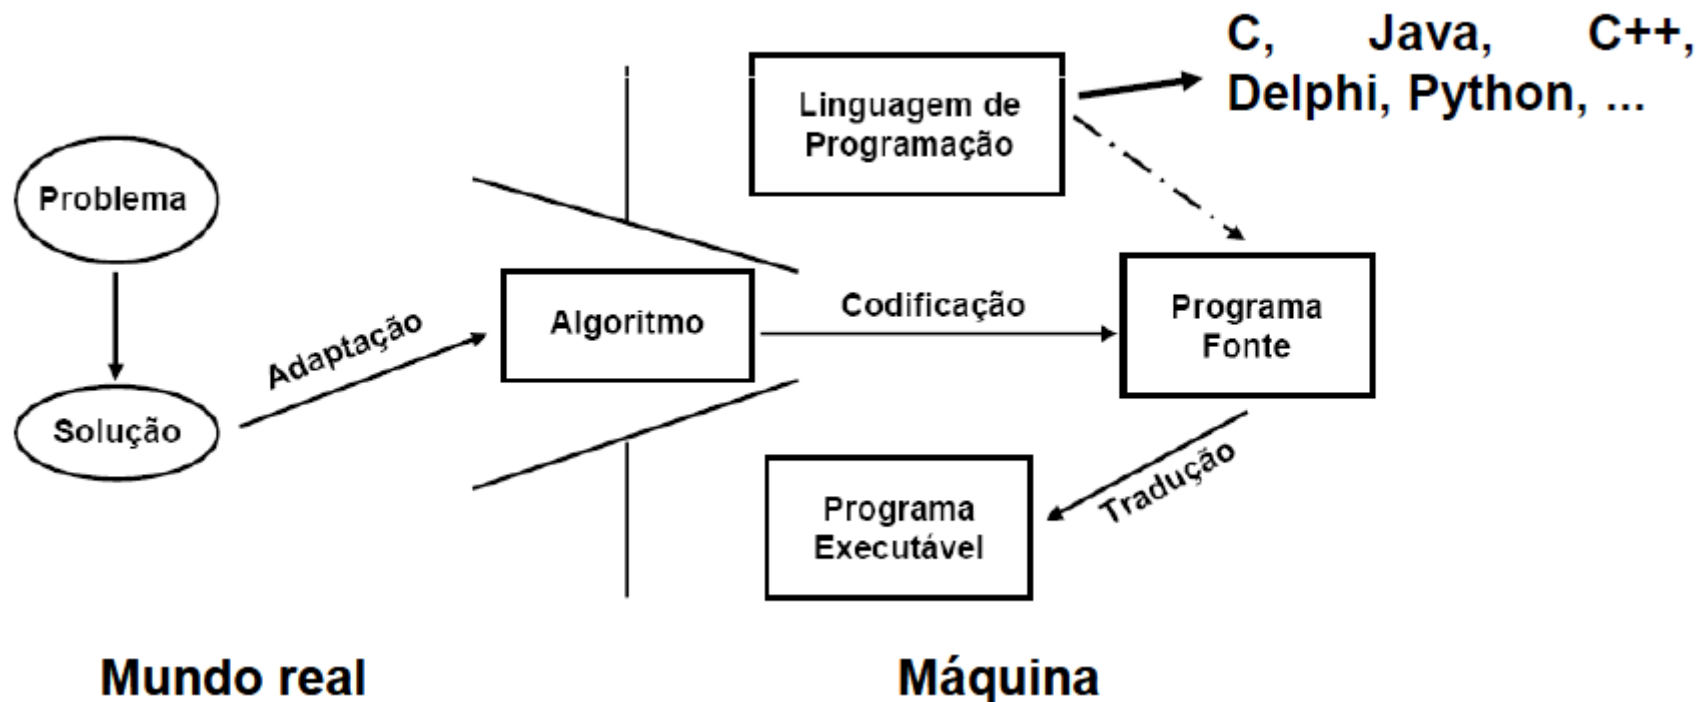 C, Java, C++,
Delphi, Python, ...
Linguagem de
Programação
Problema
Solução
Adaptação
Algoritmo
Codificação
Programa
Fonte
Tradução
Programa
Executável
Mundo real
Máquina